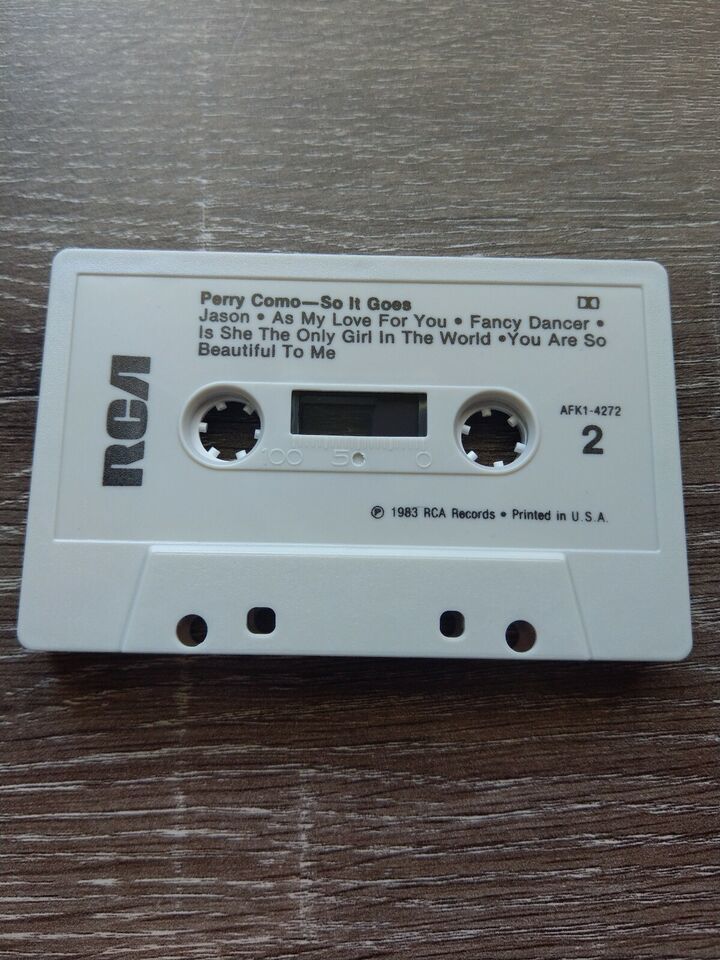 Perry Como—So It Goes
Jason • As My Love For You • Fancy Dancer •
Is She The Only Girl In The World •You Are So
Beautiful To Me
RCA
AFK1-4272
2
100 50 0
℗ 1983 RCA Records • Printed in U.S.A.